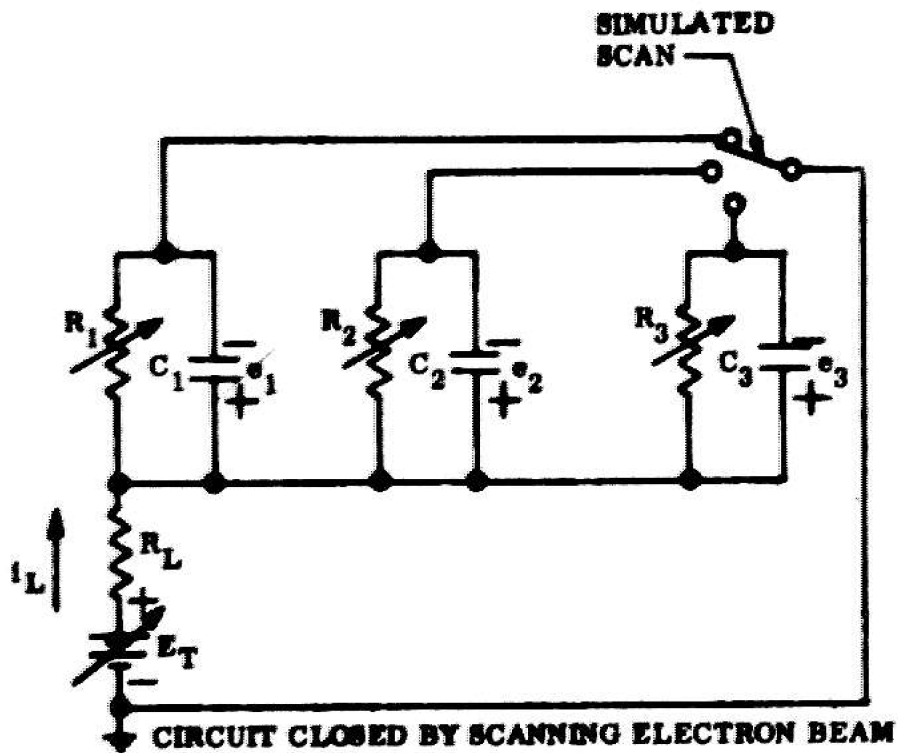 SIMULATED
SCAN
R1
C1
e1
R2
C2
e2
R3
C3
e3
iL
RL
ET
CIRCUIT CLOSED BY SCANNING ELECTRON BEAM